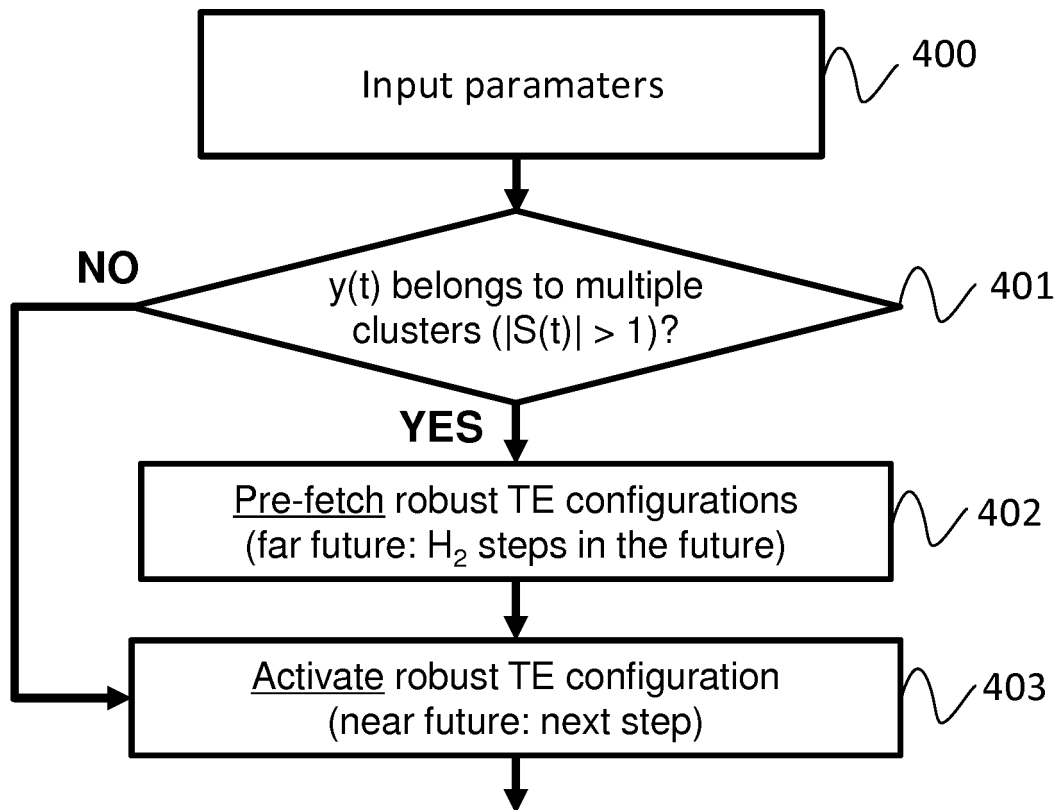 Input paramaters
400
NO
y(t) belongs to multiple
clusters (|S(t)| > 1)?
401
YES
Pre-fetch robust TE configurations
(far future: H₂ steps in the future)
402
Activate robust TE configuration
(near future: next step)
403